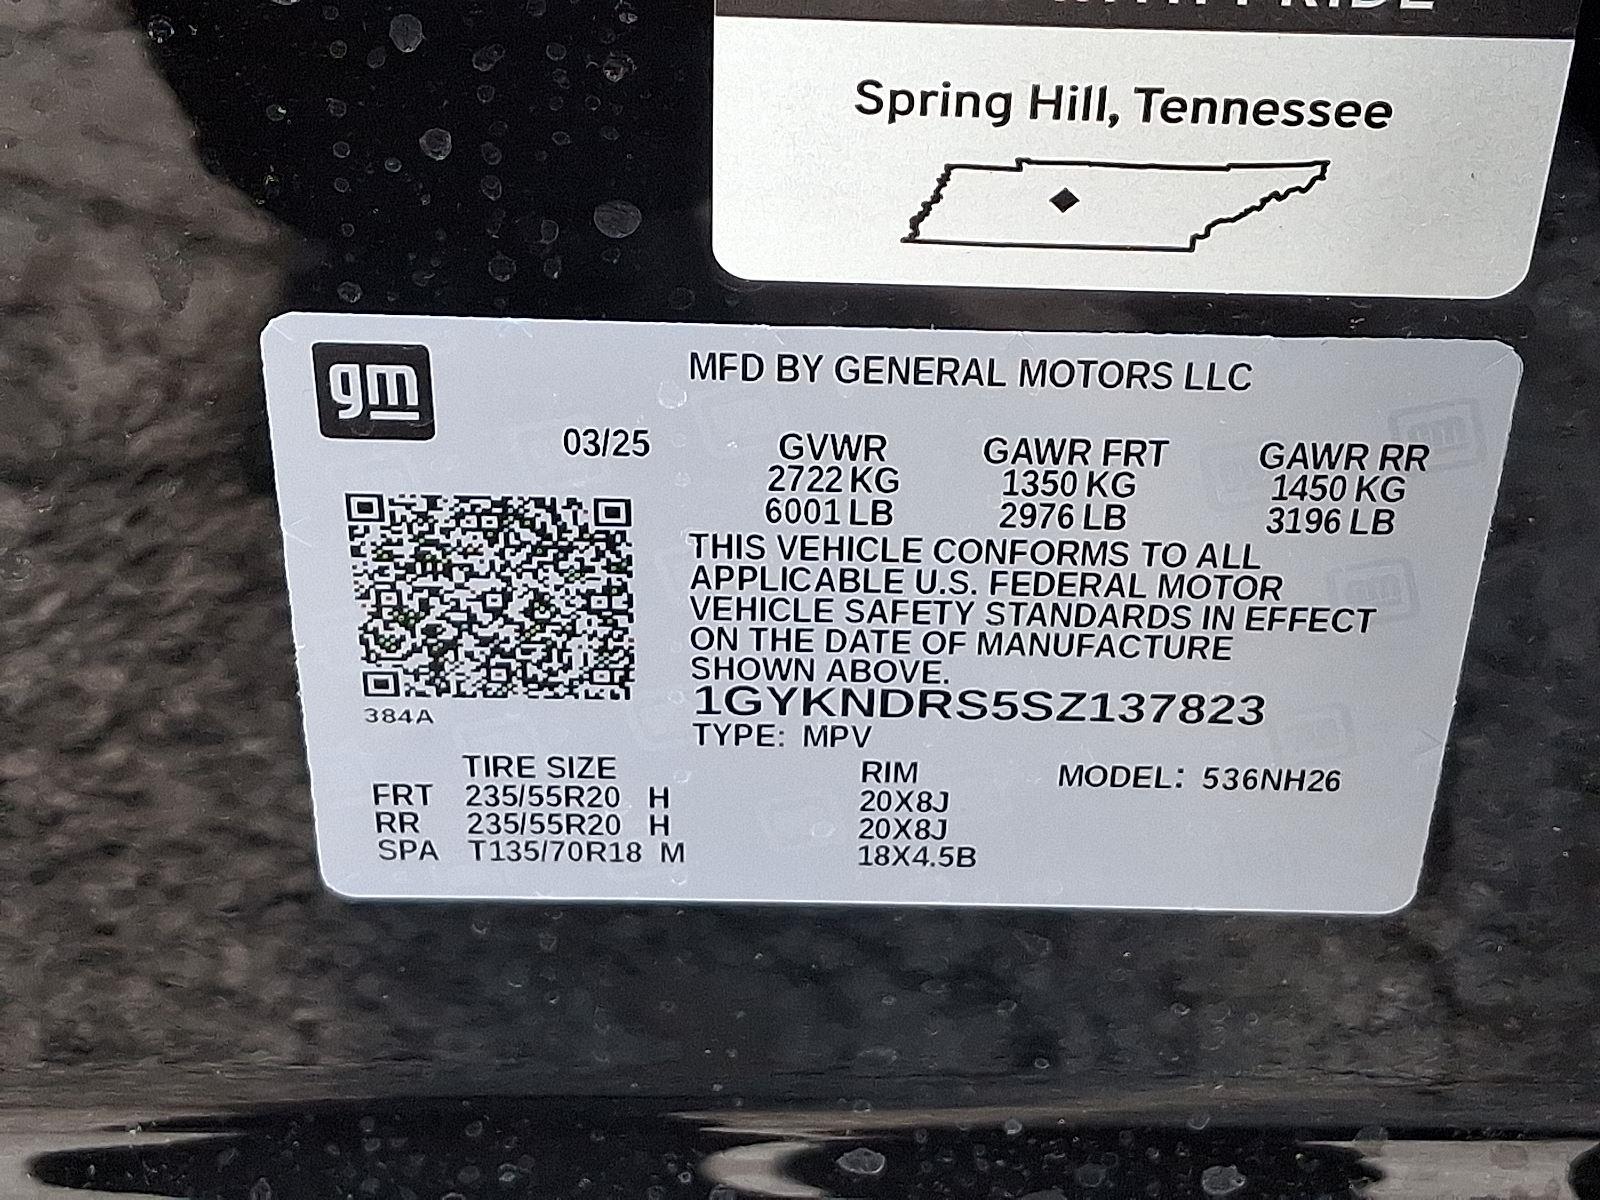 Spring Hill, Tennessee
gm
MFD BY GENERAL MOTORS LLC
03/25
GVWR GAWR FRT GAWR RR
2722 KG 1350 KG 1450 KG
6001 LB 2976 LB 3196 LB
THIS VEHICLE CONFORMS TO ALL
APPLICABLE U.S. FEDERAL MOTOR
VEHICLE SAFETY STANDARDS IN EFFECT
ON THE DATE OF MANUFACTURE
SHOWN ABOVE.
384A
1GYKNDRS5SZ137823
TYPE: MPV
TIRE SIZE RIM MODEL: 536NH26
FRT 235/55R20 H 20X8J
RR 235/55R20 H 20X8J
SPA T135/70R18 M 18X4.5B